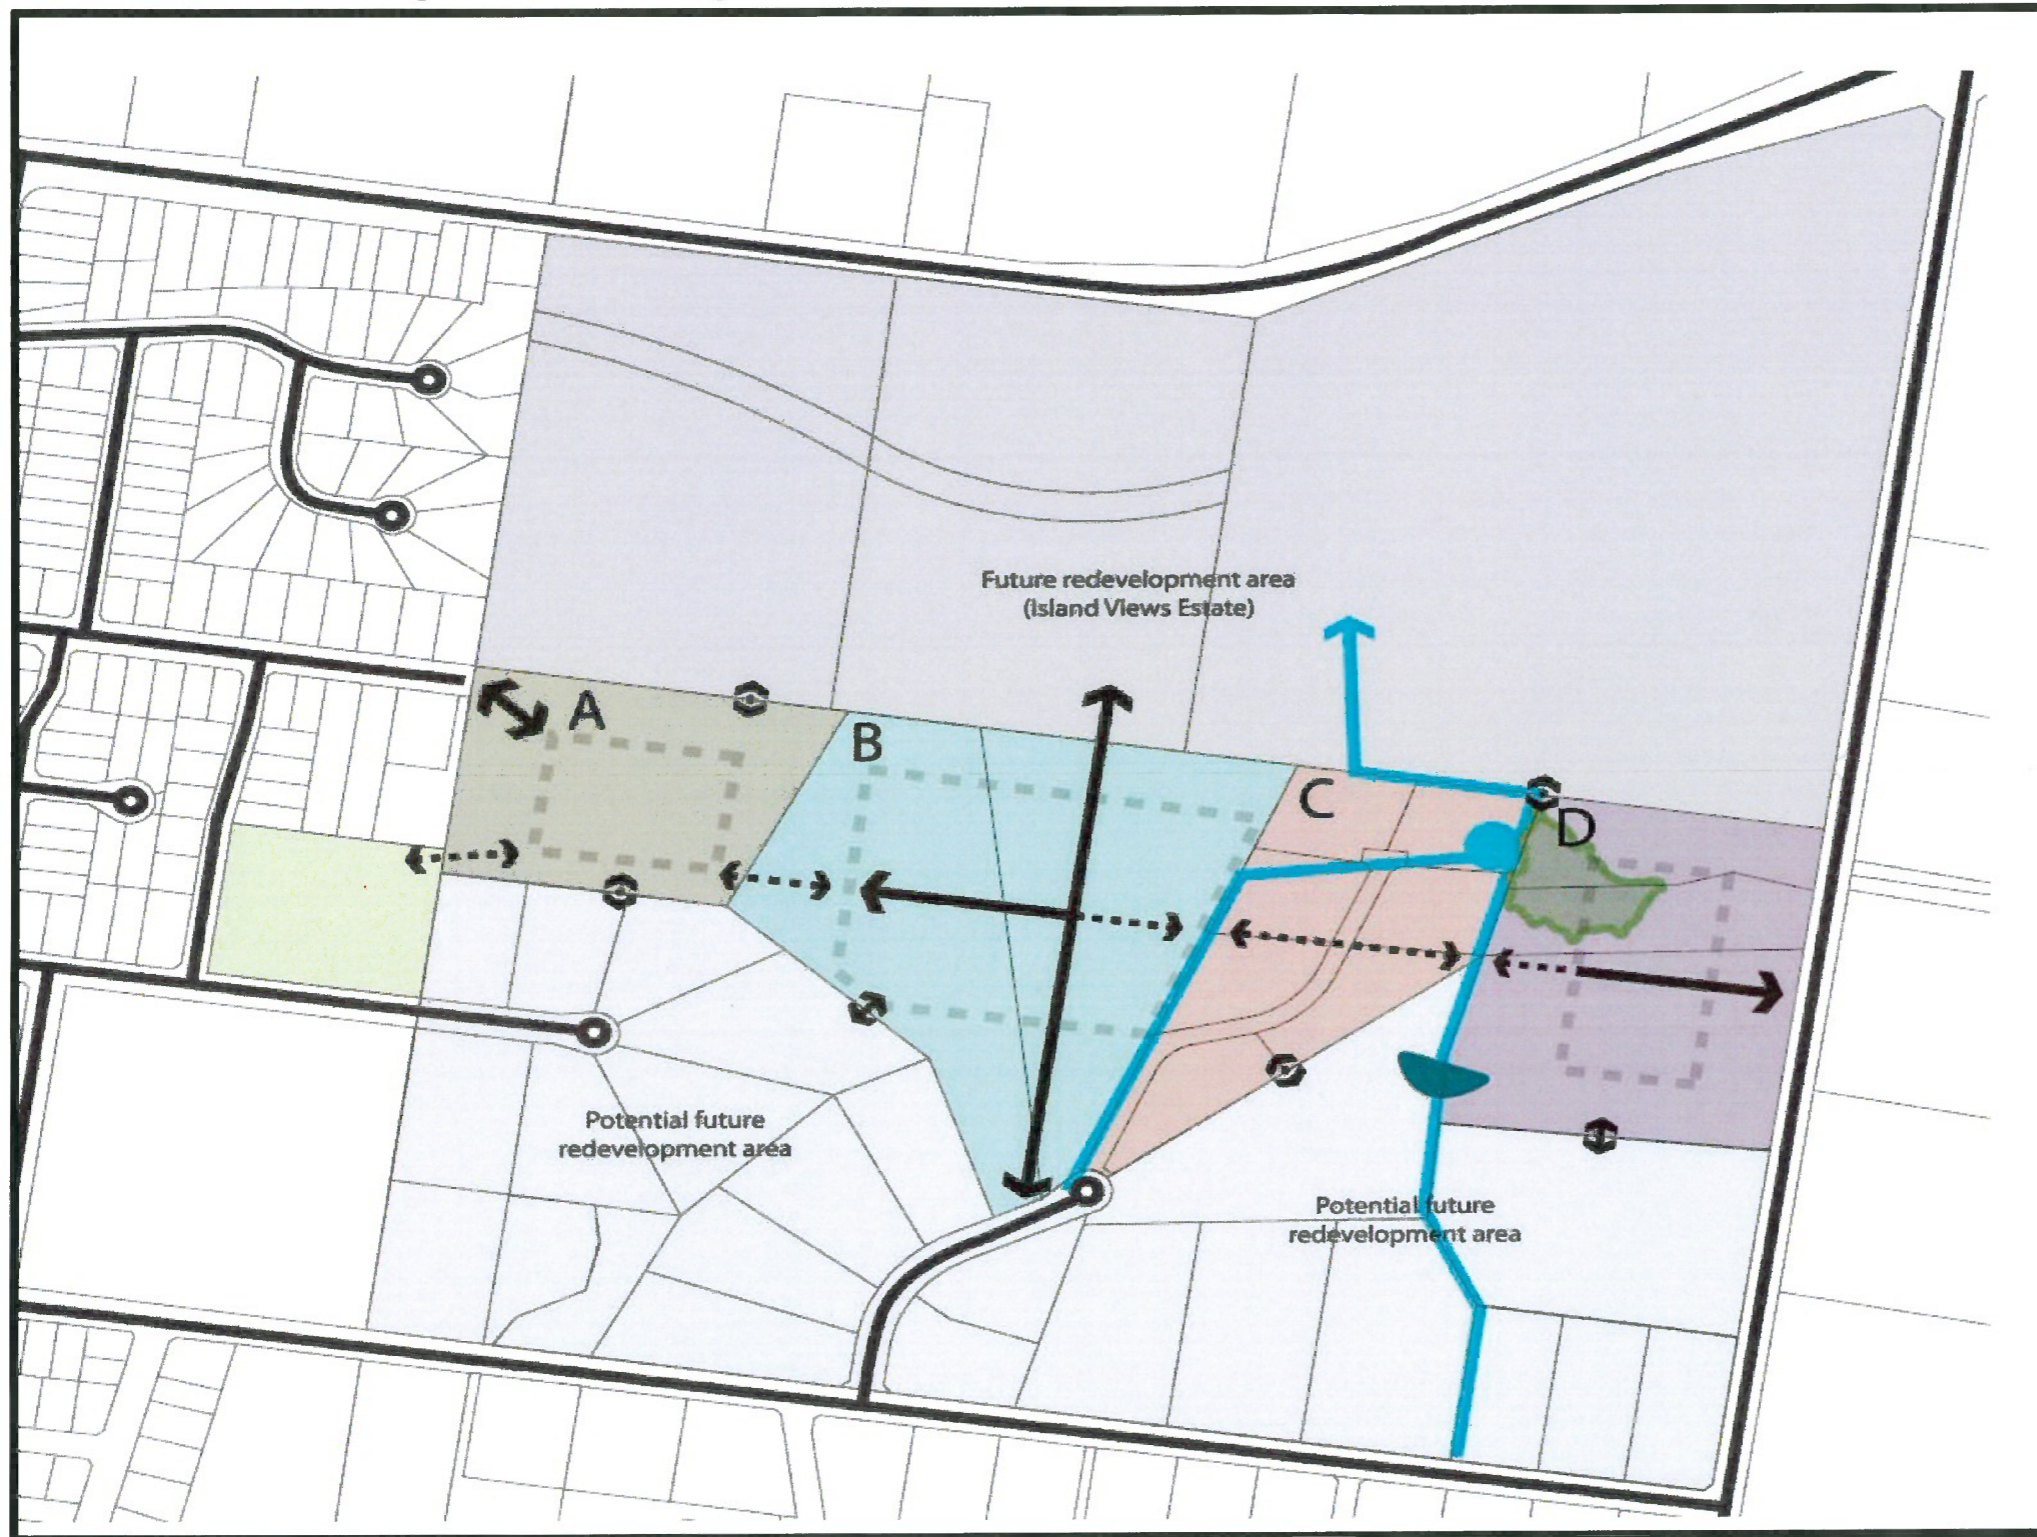 Future redevelopment area
(Island Views Estate)
A
B
C
D
Potential future
redevelopment area
Potential future
redevelopment area